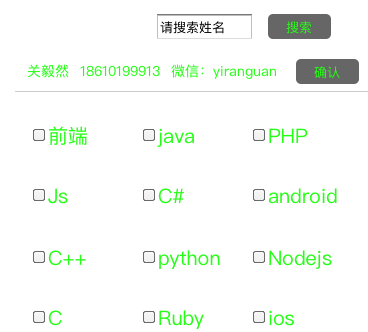 请搜索姓名 搜索
关毅然 18610199913 微信：yiranguan 确认
前端 java PHP
Js C# android
C++ python Nodejs
C Ruby ios